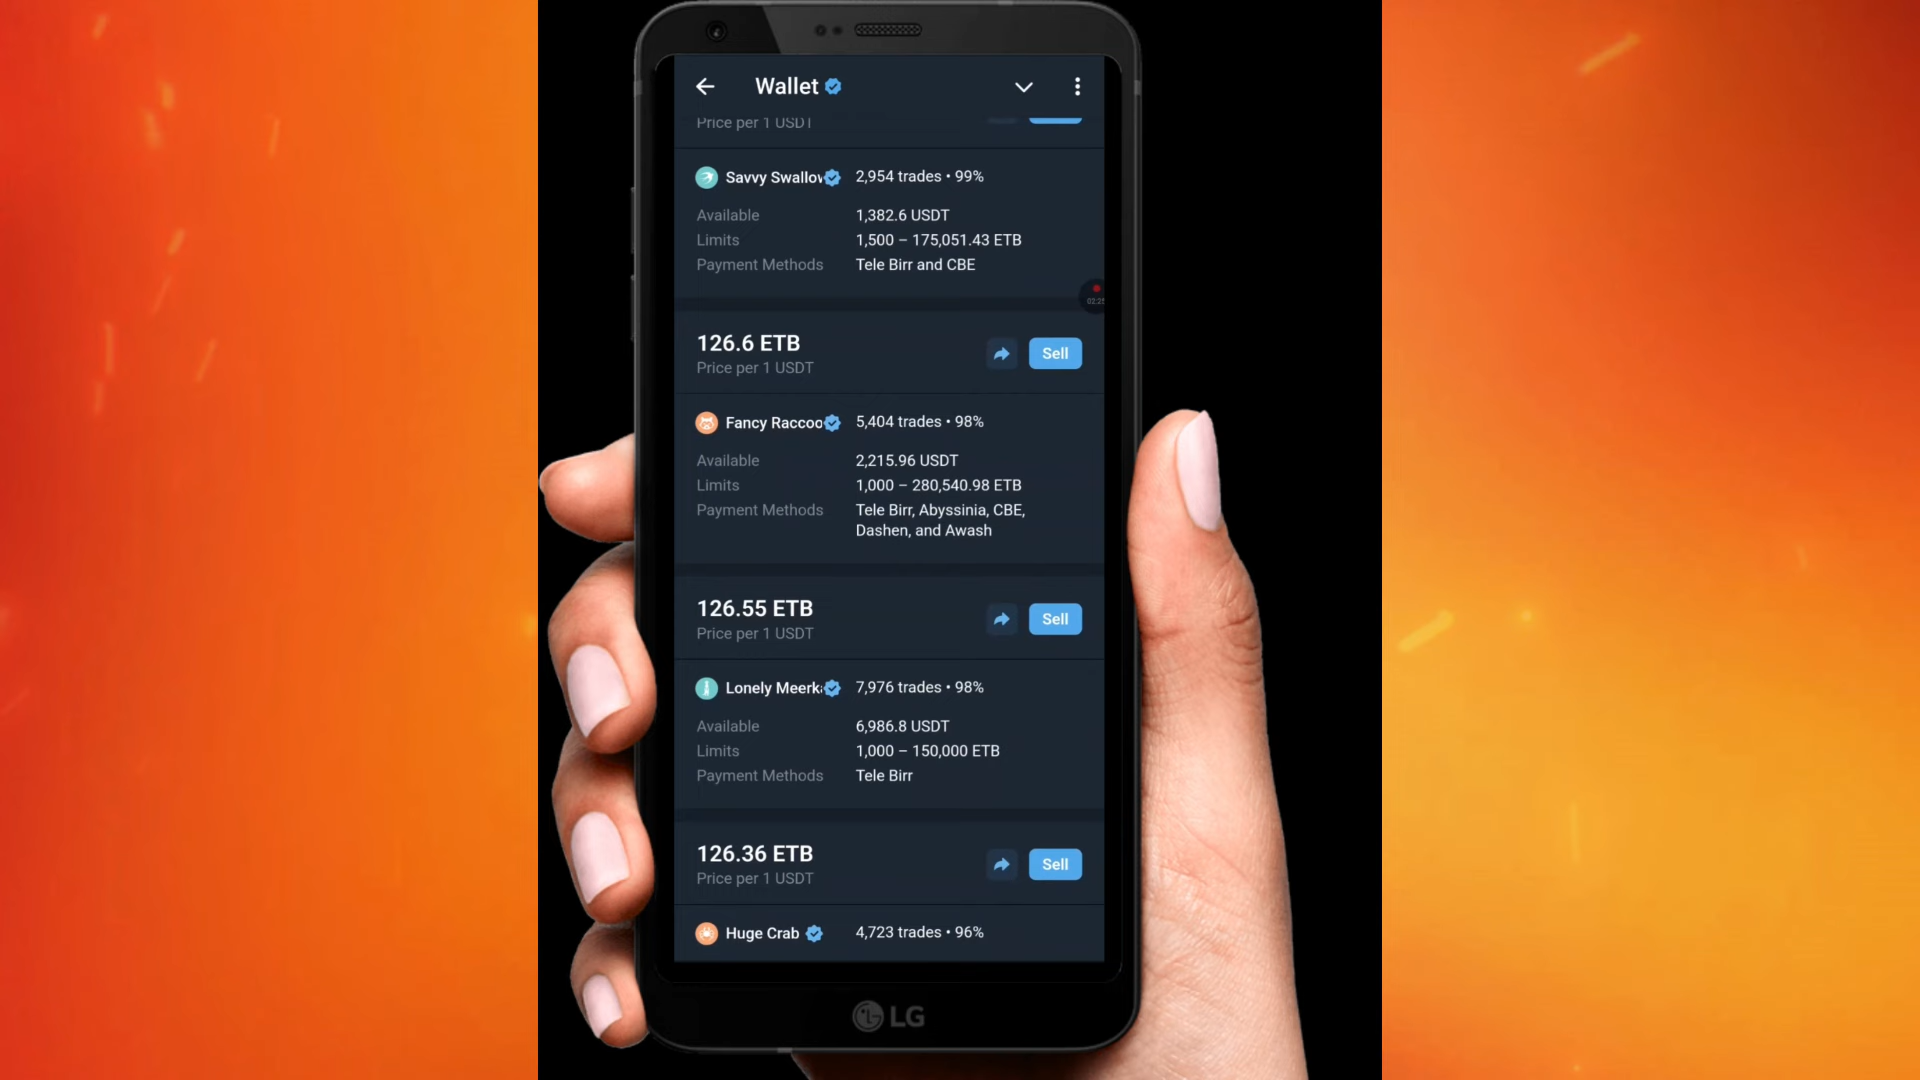 Wallet
Price per 1 USDT
Savvy Swallow 2,954 trades • 99%
Available 1,382.6 USDT
Limits 1,500 – 175,051.43 ETB
Payment Methods Tele Birr and CBE
126.6 ETB
Price per 1 USDT
Sell
Fancy Raccoo 5,404 trades • 98%
Available 2,215.96 USDT
Limits 1,000 – 280,540.98 ETB
Payment Methods Tele Birr, Abyssinia, CBE,
Dashen, and Awash
126.55 ETB
Price per 1 USDT
Sell
Lonely Meerk 7,976 trades • 98%
Available 6,986.8 USDT
Limits 1,000 – 150,000 ETB
Payment Methods Tele Birr
126.36 ETB
Price per 1 USDT
Sell
Huge Crab 4,723 trades • 96%
LG